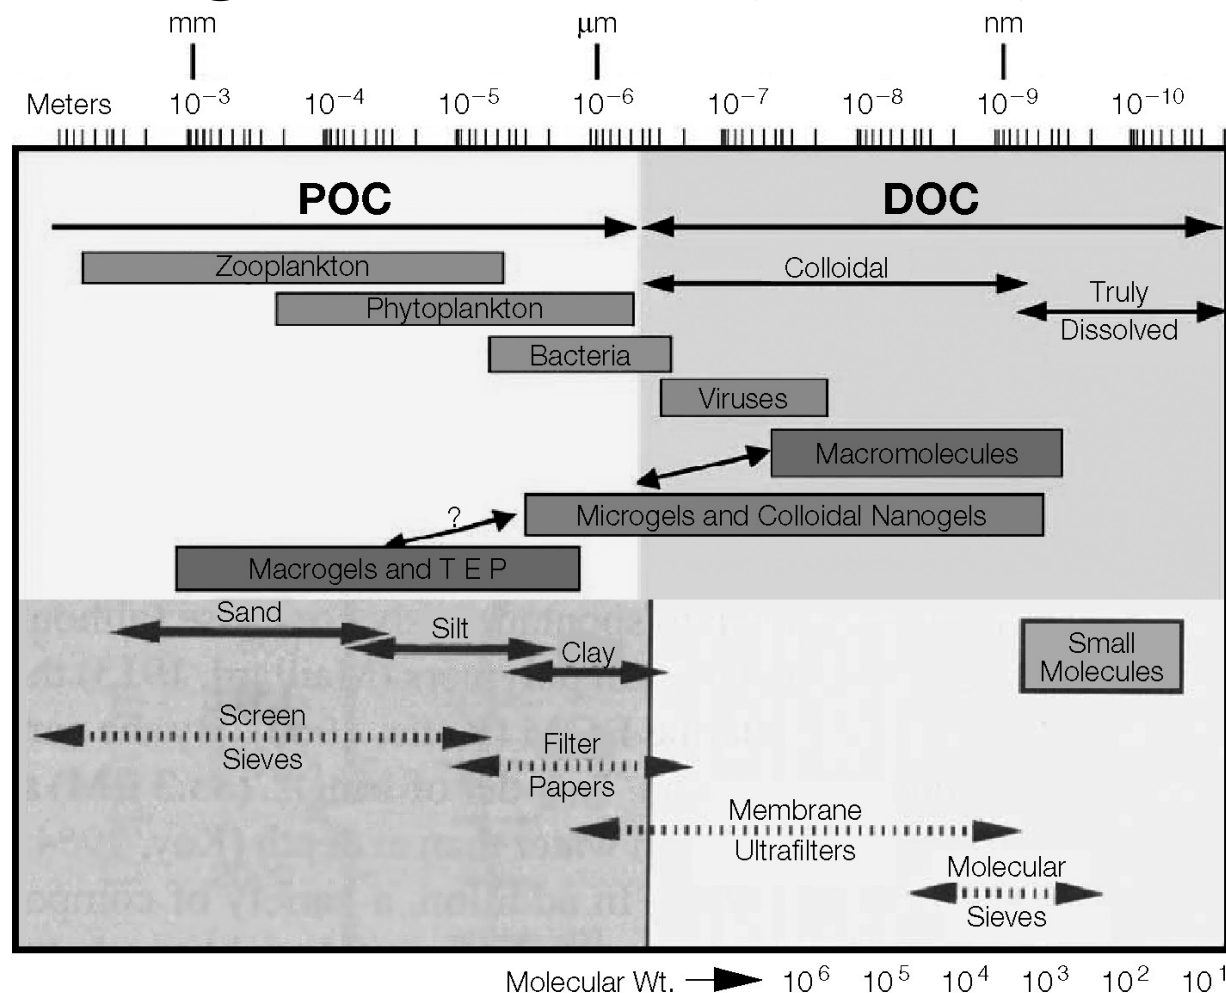 mm μm nm
Meters 10⁻³ 10⁻⁴ 10⁻⁵ 10⁻⁶ 10⁻⁷ 10⁻⁸ 10⁻⁹ 10⁻¹⁰
POC DOC
Zooplankton
Colloidal
Phytoplankton
Truly
Dissolved
Bacteria
Viruses
Macromolecules
?
Microgels and Colloidal Nanogels
Macrogels and T E P
Sand
Silt
Clay
Small
Molecules
Screen
Sieves
Filter
Papers
Membrane
Ultrafilters
Molecular
Sieves
Molecular Wt. 10⁶ 10⁵ 10⁴ 10³ 10² 10¹